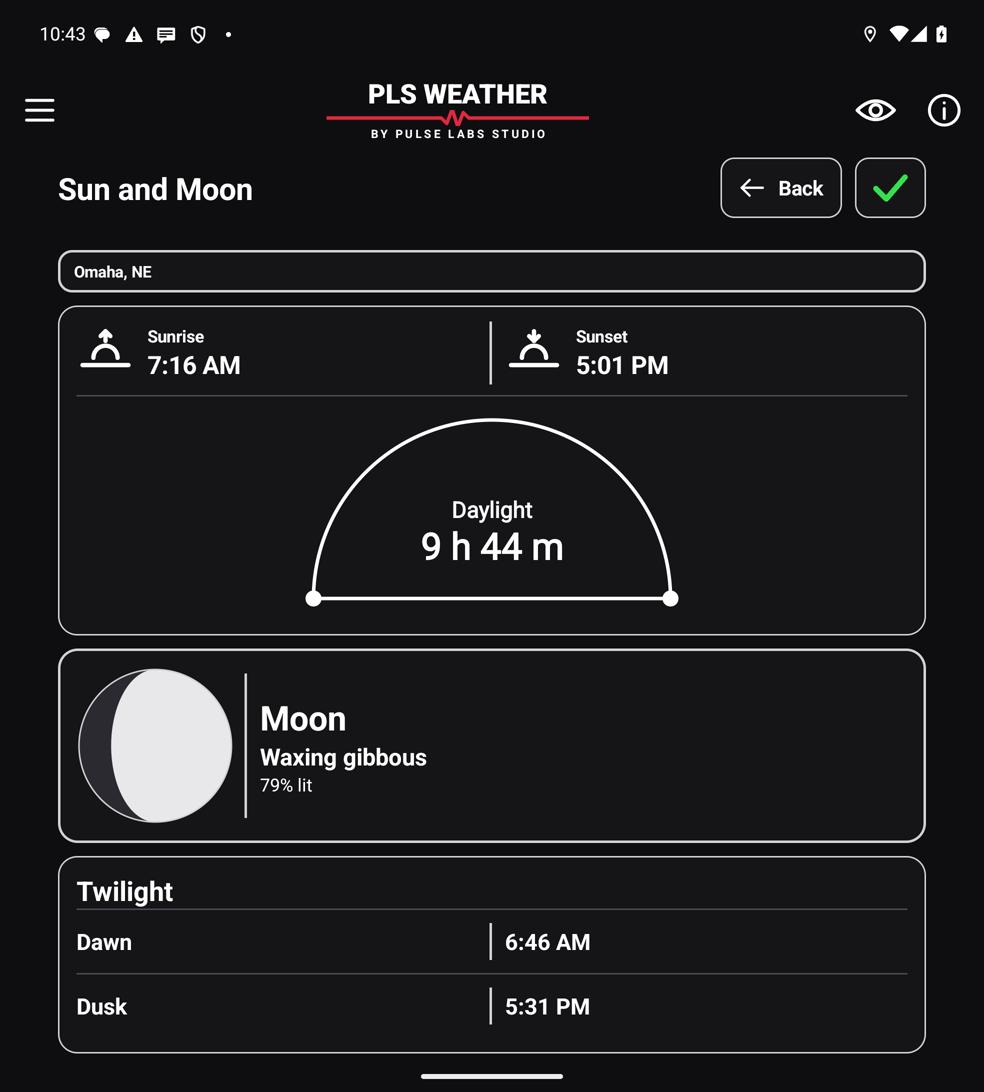 10:43
PLS WEATHER
BY PULSE LABS STUDIO
Sun and Moon
Back
Omaha, NE
Sunrise
7:16 AM
Sunset
5:01 PM
Daylight
9 h 44 m
Moon
Waxing gibbous
79% lit
Twilight
Dawn
6:46 AM
Dusk
5:31 PM